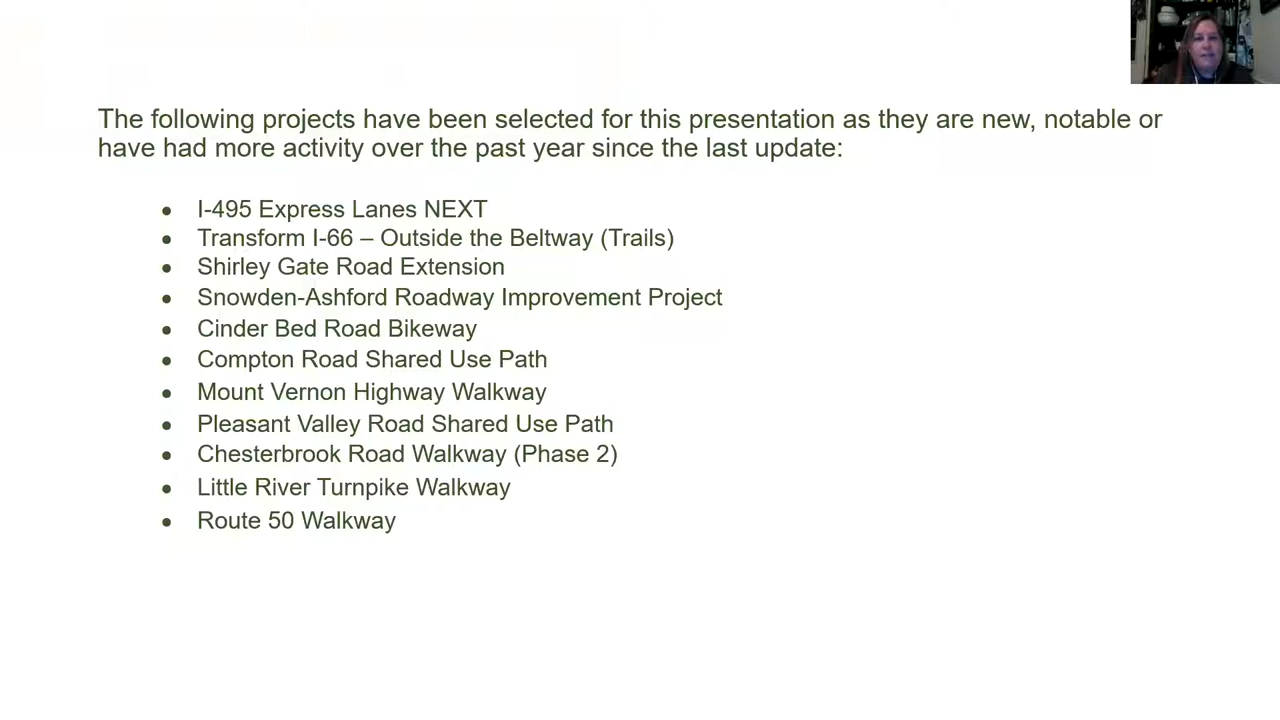 The following projects have been selected for this presentation as they are new, notable or
have had more activity over the past year since the last update:
• I-495 Express Lanes NEXT
• Transform I-66 – Outside the Beltway (Trails)
• Shirley Gate Road Extension
• Snowden-Ashford Roadway Improvement Project
• Cinder Bed Road Bikeway
• Compton Road Shared Use Path
• Mount Vernon Highway Walkway
• Pleasant Valley Road Shared Use Path
• Chesterbrook Road Walkway (Phase 2)
• Little River Turnpike Walkway
• Route 50 Walkway